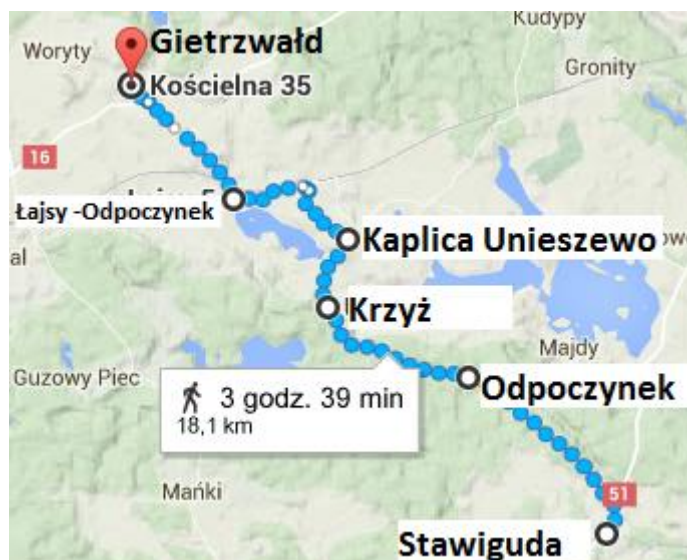 Kudypy
Woryty
Gietrzwałd
Gronity
Kościelna 35
16
Łajsy -Odpoczynek
Kaplica Unieszewo
al
Krzyż
Majdy
Guzowy Piec
Odpoczynek
3 godz. 39 min
18,1 km
Mańki
51
Stawiguda